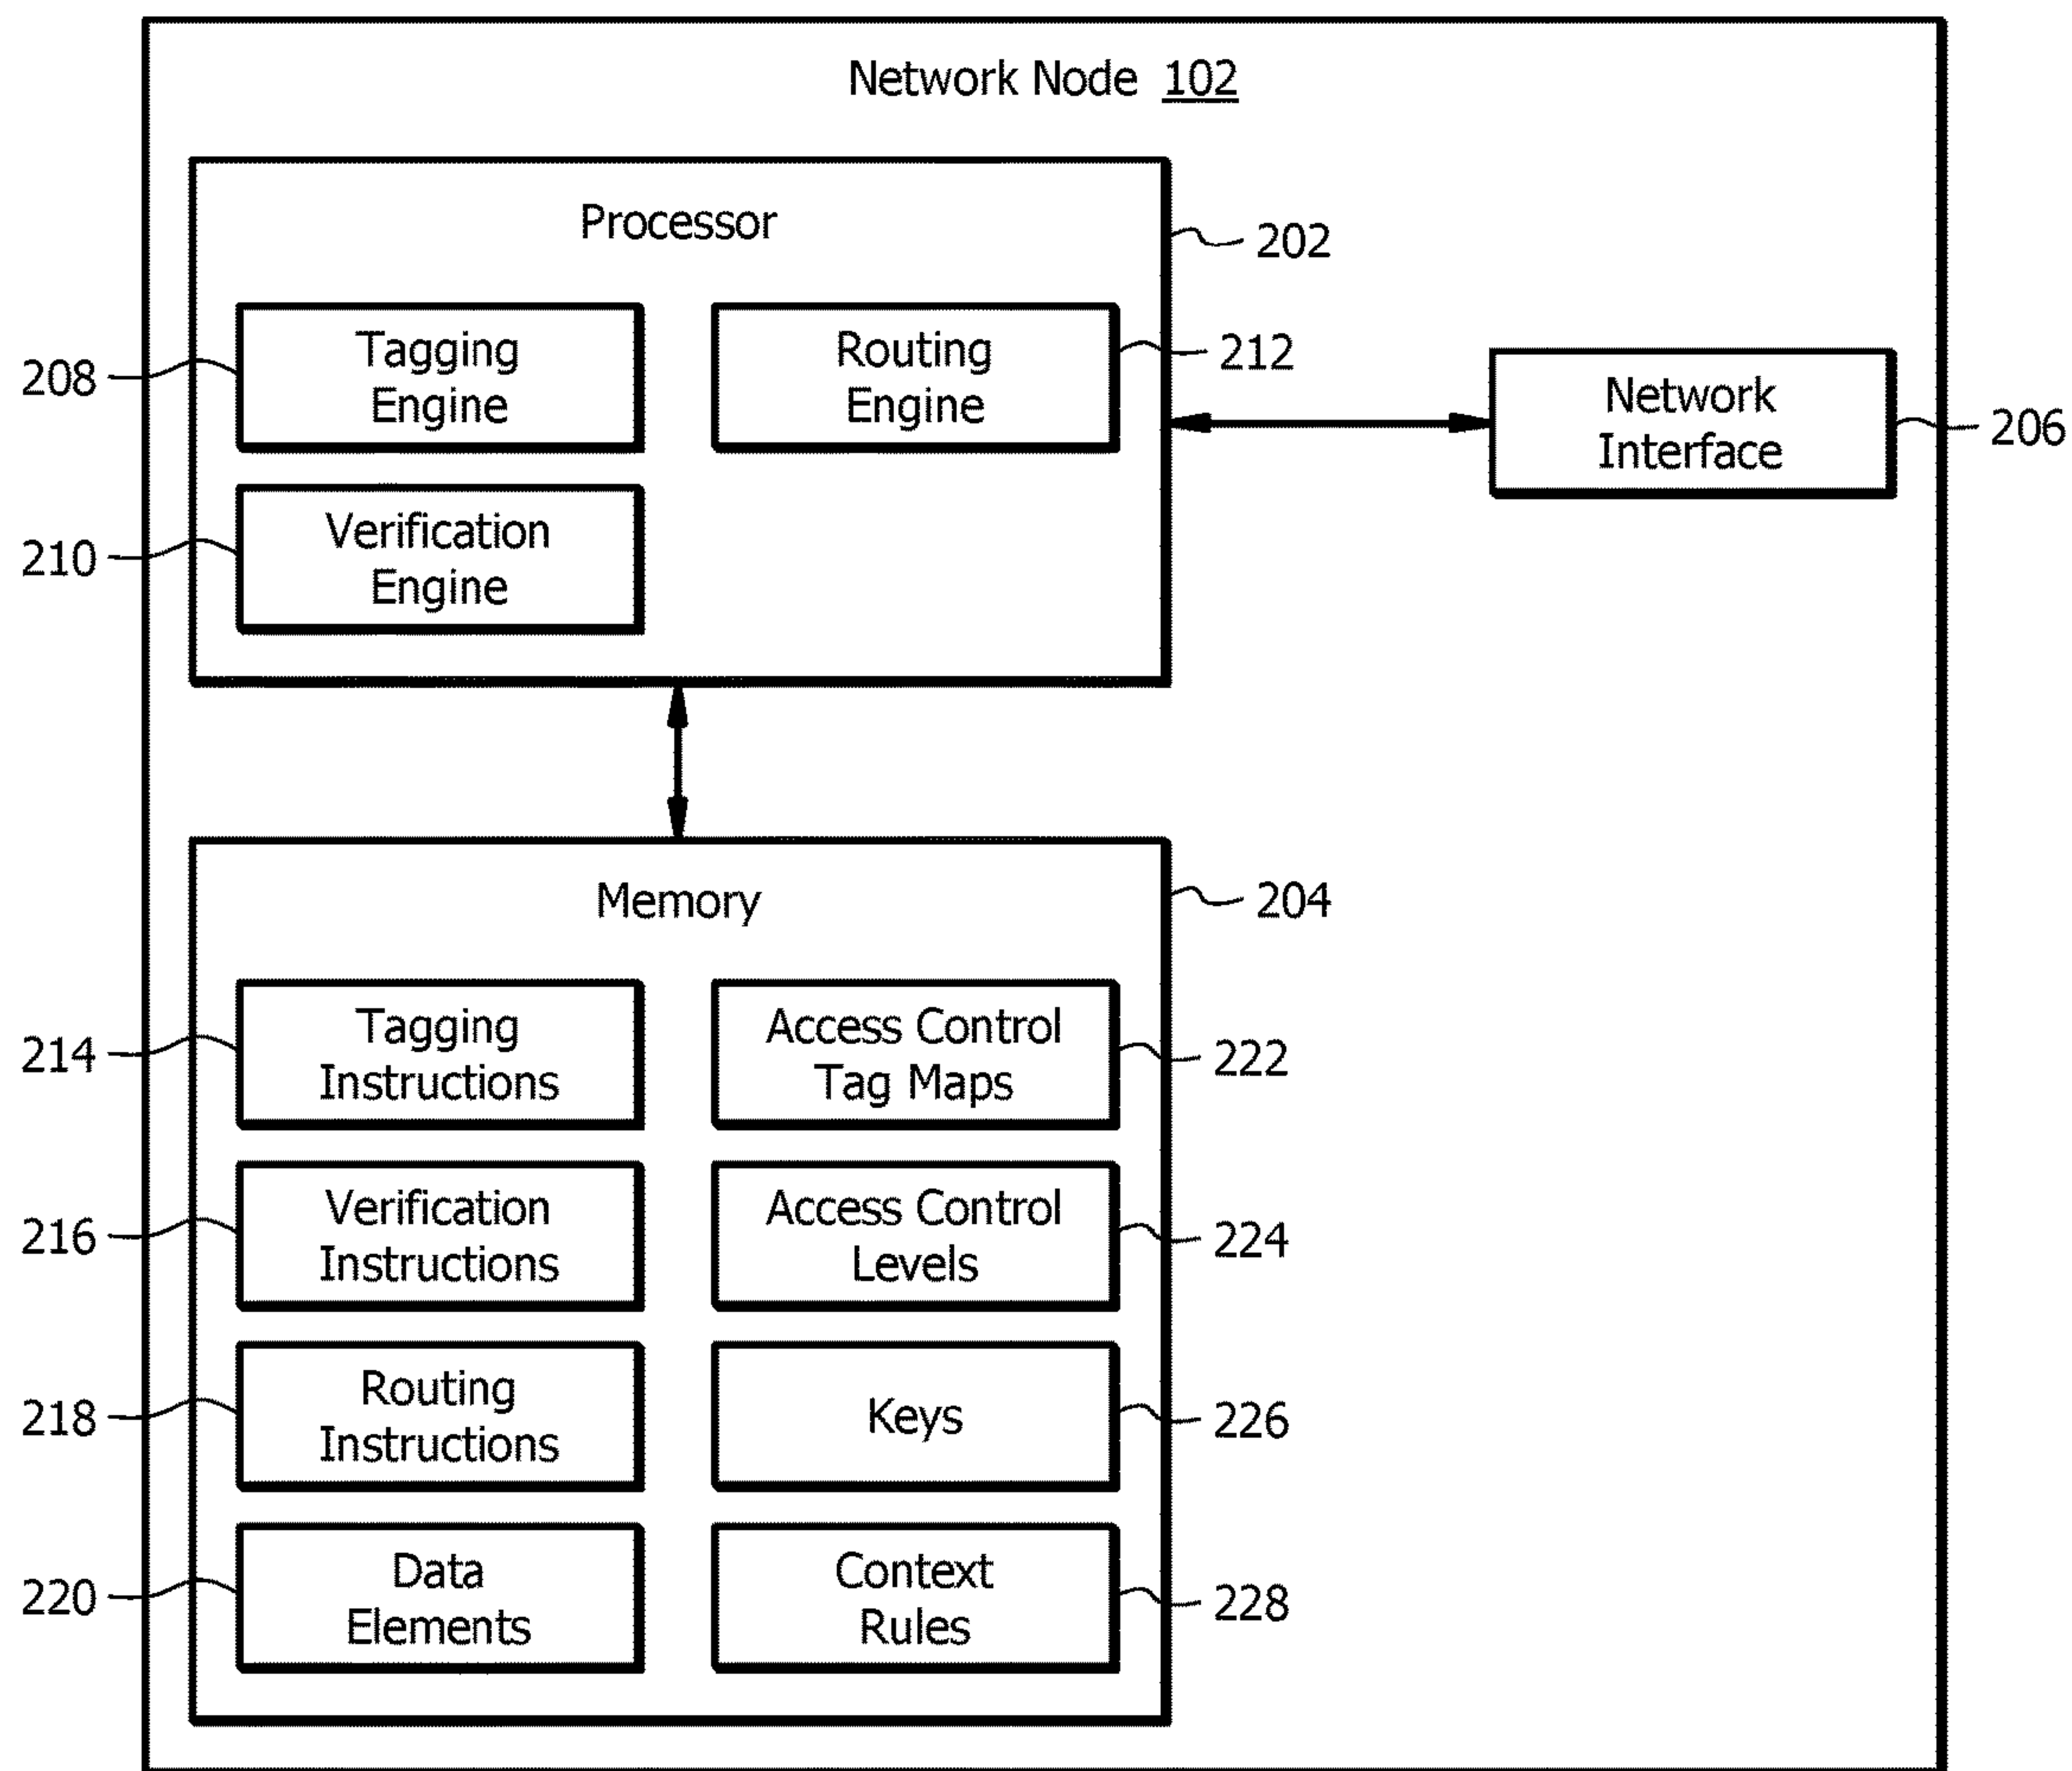 Network Node 102
Processor
202
208
Tagging
Engine
Routing
Engine
212
Network
Interface
206
210
Verification
Engine
Memory
204
214
Tagging
Instructions
Access Control
Tag Maps
222
216
Verification
Instructions
Access Control
Levels
224
218
Routing
Instructions
Keys
226
220
Data
Elements
Context
Rules
228